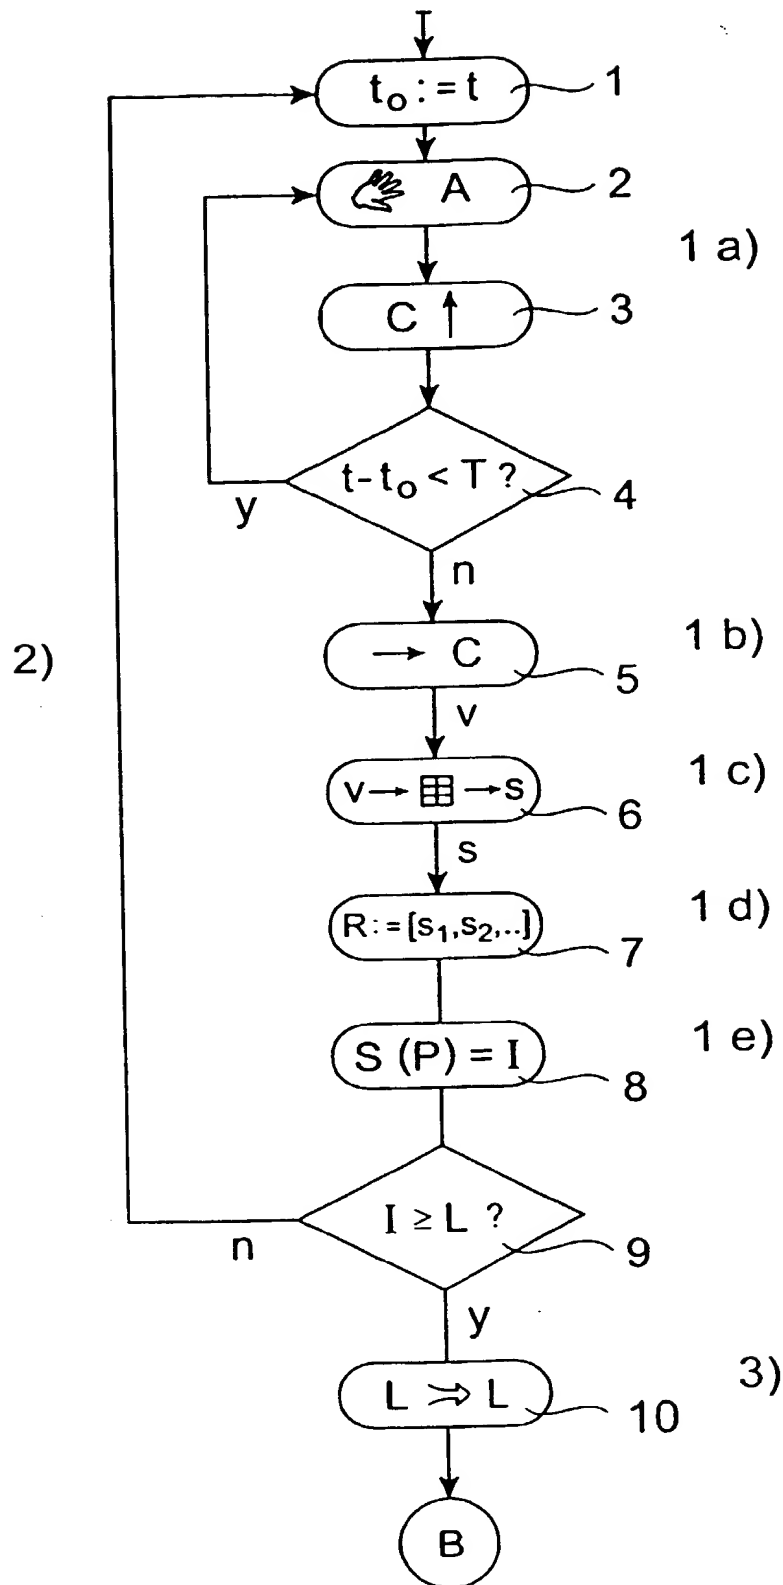 t₀ := t 1
A 2
1 a)
C ↑ 3
t-t₀ < T ? 4
y
n
2)
→ C 5
1 b)
v
v → → s 6
1 c)
s
R := [s₁,s₂,..] 7
1 d)
S (P) = I 8
1 e)
I ≥ L ? 9
n
y
L ⇒ L 10
3)
B